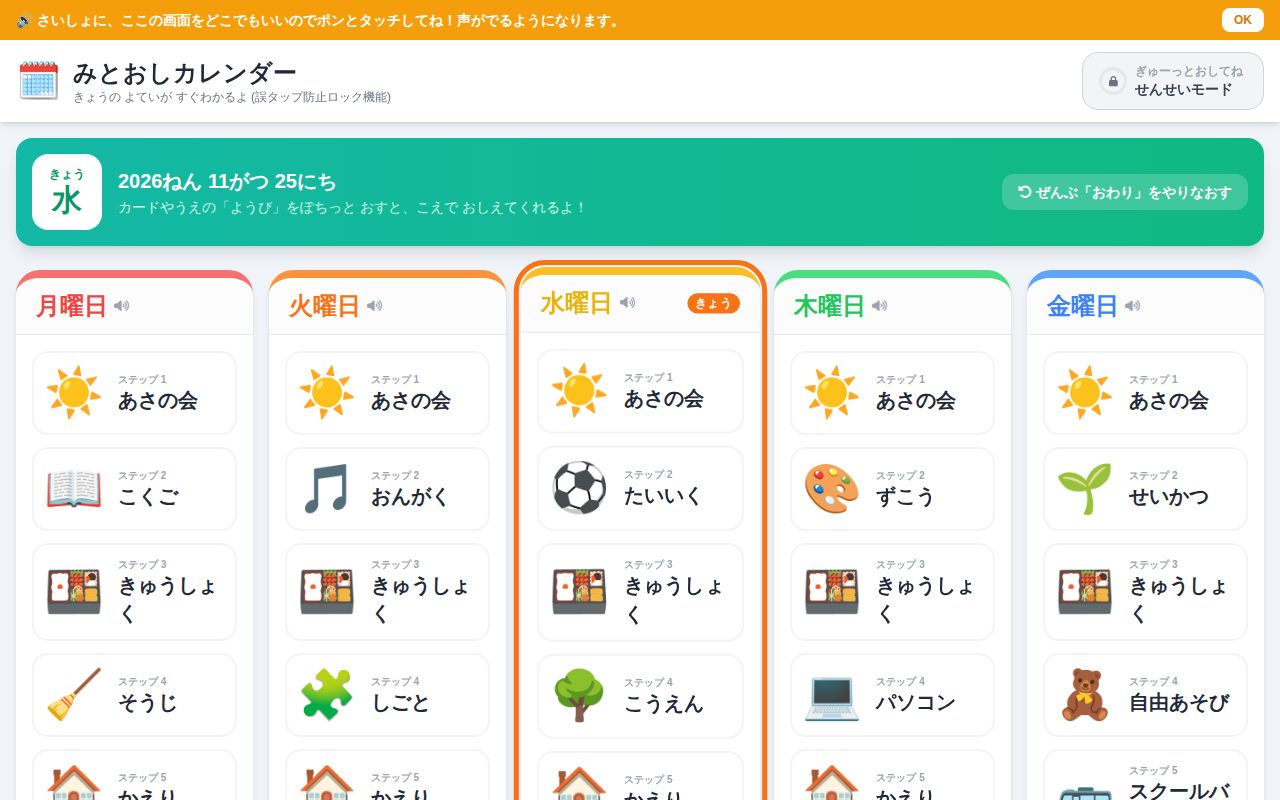 さいしょに、ここの画面をどこでもいいのでポンとタッチしてね！声がでるようになります。
OK
みとおしカレンダー
きょうの よていが すぐわかるよ (誤タップ防止ロック機能)
ぎゅーっとおしてね
せんせいモード
きょう
水
2026ねん 11がつ 25にち
カードやうえの「ようび」をぽちっと おすと、こえで おしえてくれるよ！
ぜんぶ「おわり」をやりなおす
月曜日
ステップ 1
あさの会
ステップ 2
こくご
ステップ 3
きゅうしょ
く
ステップ 4
そうじ
ステップ 5
かえり
火曜日
ステップ 1
あさの会
ステップ 2
おんがく
ステップ 3
きゅうしょ
く
ステップ 4
しごと
ステップ 5
かえり
水曜日
きょう
ステップ 1
あさの会
ステップ 2
たいいく
ステップ 3
きゅうしょ
く
ステップ 4
こうえん
ステップ 5
かえり
木曜日
ステップ 1
あさの会
ステップ 2
ずこう
ステップ 3
きゅうしょ
く
ステップ 4
パソコン
ステップ 5
かえり
金曜日
ステップ 1
あさの会
ステップ 2
せいかつ
ステップ 3
きゅうしょ
く
ステップ 4
自由あそび
ステップ 5
スクールバ